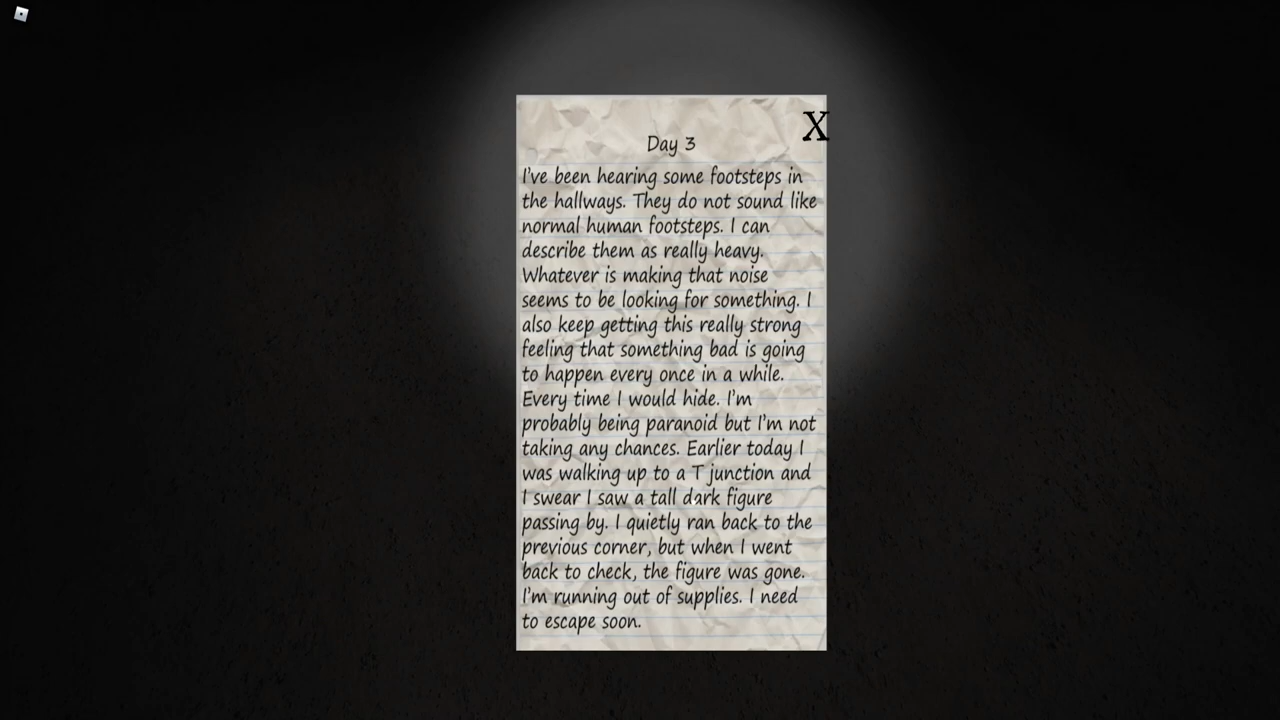 X
Day 3
I've been hearing some footsteps in
the hallways. They do not sound like
normal human footsteps. I can
describe them as really heavy.
Whatever is making that noise
seems to be looking for something. I
also keep getting this really strong
feeling that something bad is going
to happen every once in a while.
Every time I would hide. I'm
probably being paranoid but I'm not
taking any chances. Earlier today I
was walking up to a T junction and
I swear I saw a tall dark figure
passing by. I quietly ran back to the
previous corner, but when I went
back to check, the figure was gone.
I'm running out of supplies. I need
to escape soon.